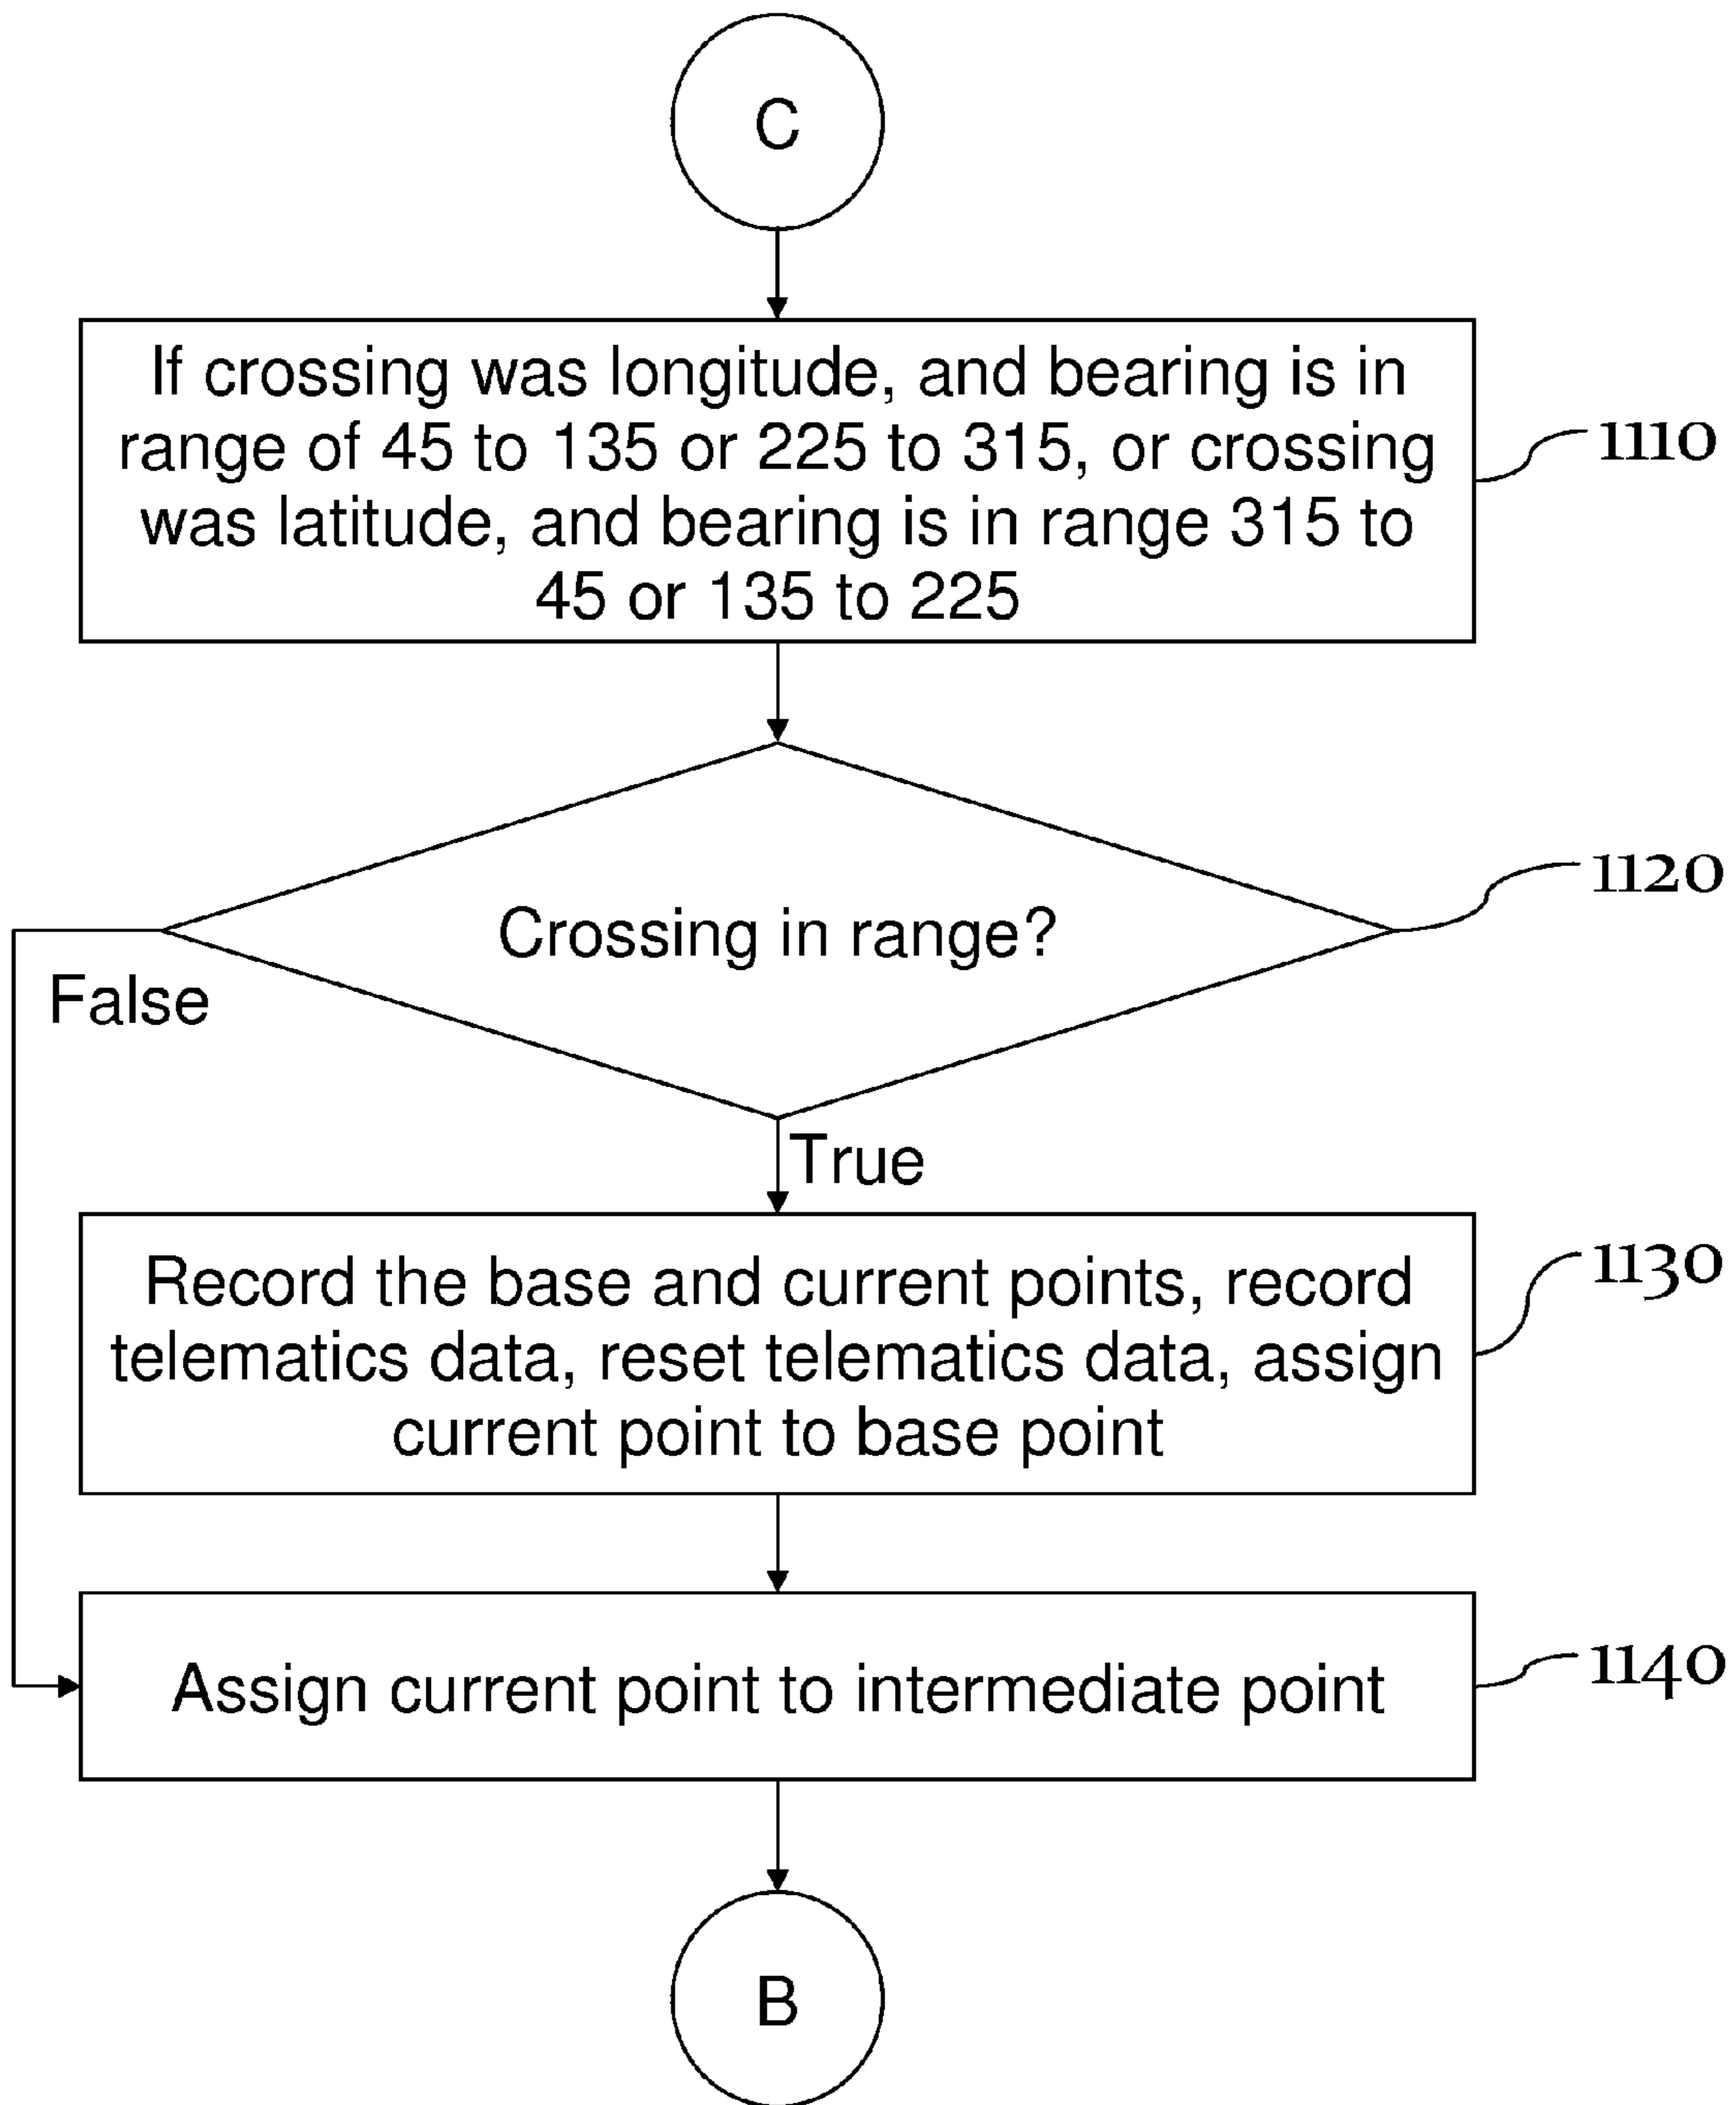 C
If crossing was longitude, and bearing is in
range of 45 to 135 or 225 to 315, or crossing
was latitude, and bearing is in range 315 to
45 or 135 to 225
1110
Crossing in range?
1120
False
True
Record the base and current points, record
telematics data, reset telematics data, assign
current point to base point
1130
Assign current point to intermediate point
1140
B